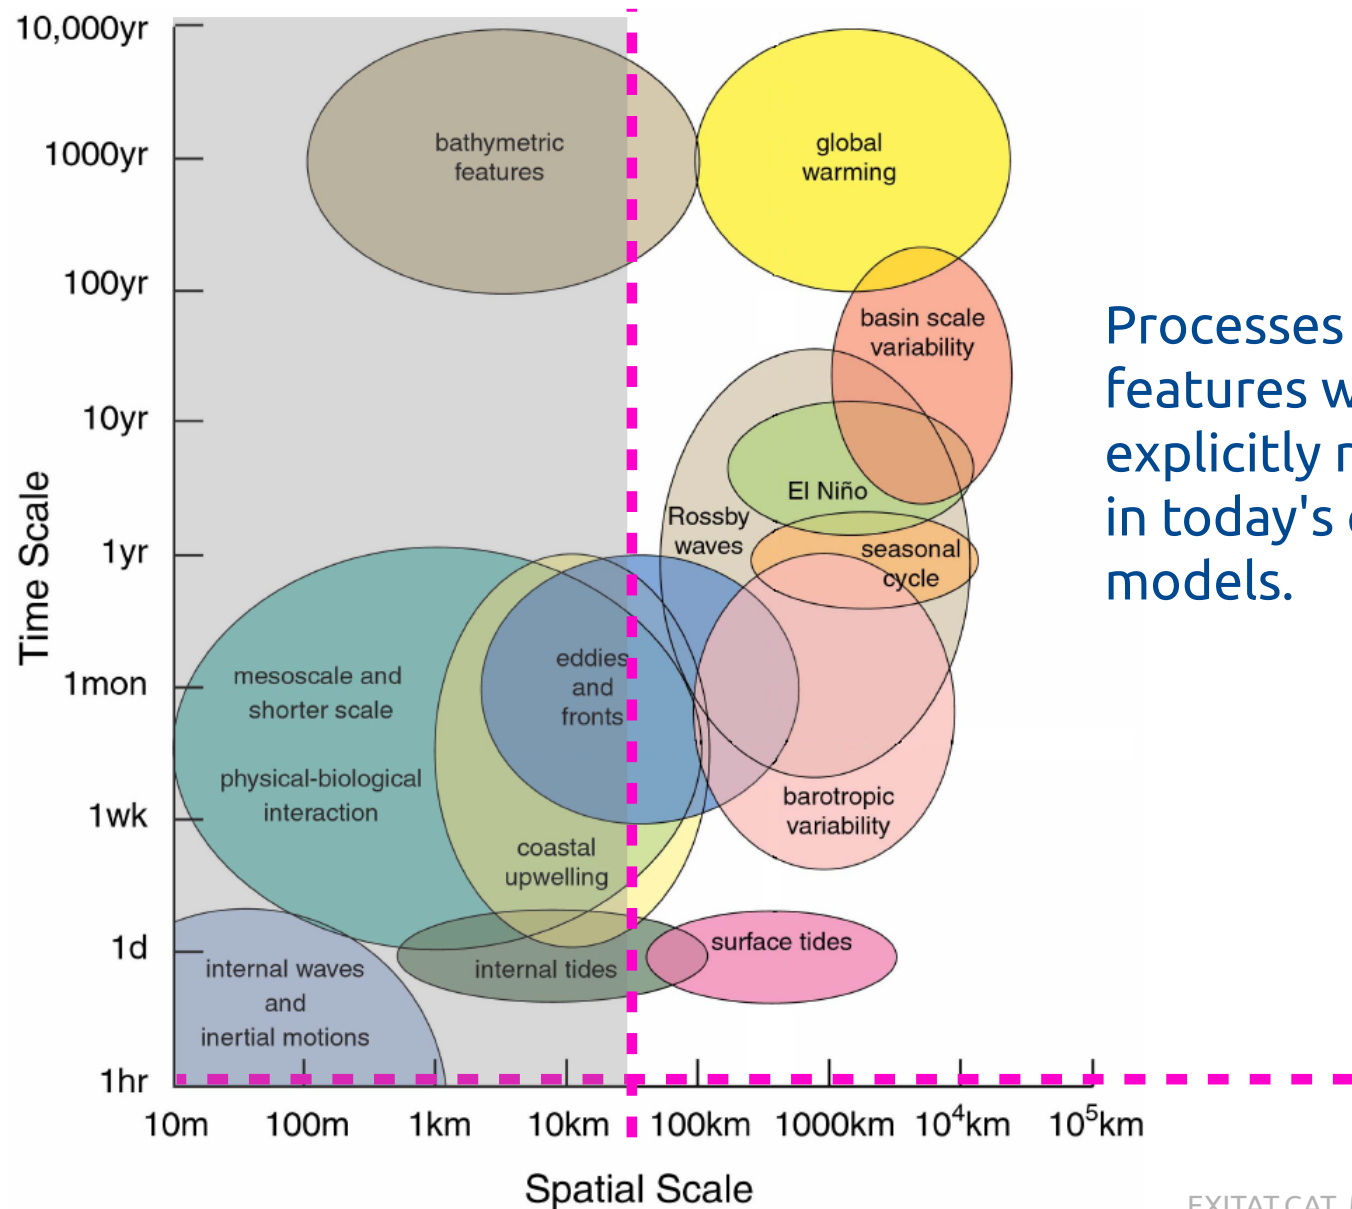 10,000yr
1000yr
100yr
10yr
1yr
1mon
1wk
1d
1hr
Time Scale
bathymetric
features
global
warming
basin scale
variability
El Niño
Rossby
waves
seasonal
cycle
mesoscale and
shorter scale
physical-biological
interaction
eddies
and
fronts
coastal
upwelling
barotropic
variability
internal waves
and
inertial motions
internal tides
surface tides
10m 100m 1km 10km 100km 1000km 10⁴km 10⁵km
Spatial Scale
Processes
features
explicitly
in today's
models.